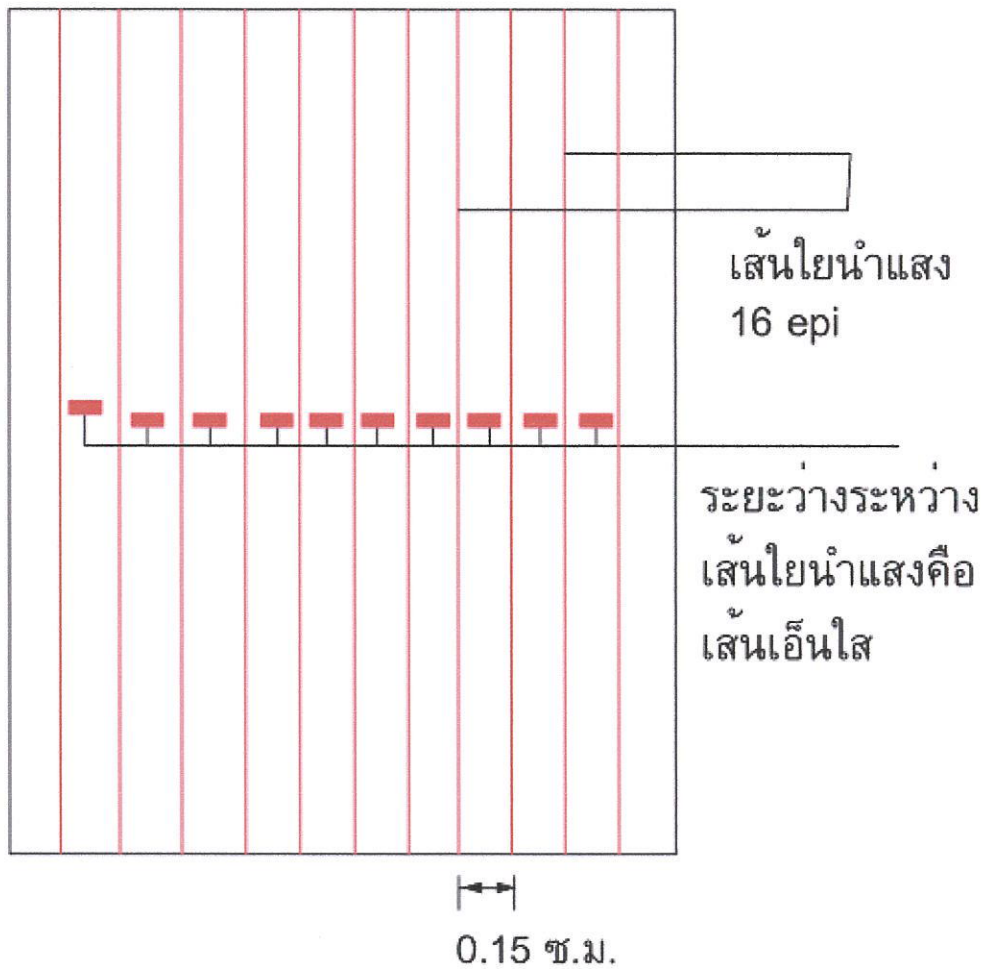 เส้นใยนำแสง
16 epi
ระยะว่างระหว่าง
เส้นใยนำแสงคือ
เส้นเอ็นใส
0.15 ซ.ม.